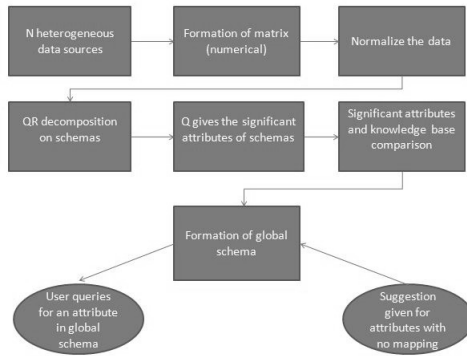 N heterogeneous
data sources
Formation of matrix
(numerical)
Normalize the data
QR decomposition
on schemas
Q gives the significant
attributes of schemas
Significant attributes
and knowledge base
comparison
Formation of global
schema
User queries
for an attribute
in global
schema
Suggestion
given for
attributes with
no mapping